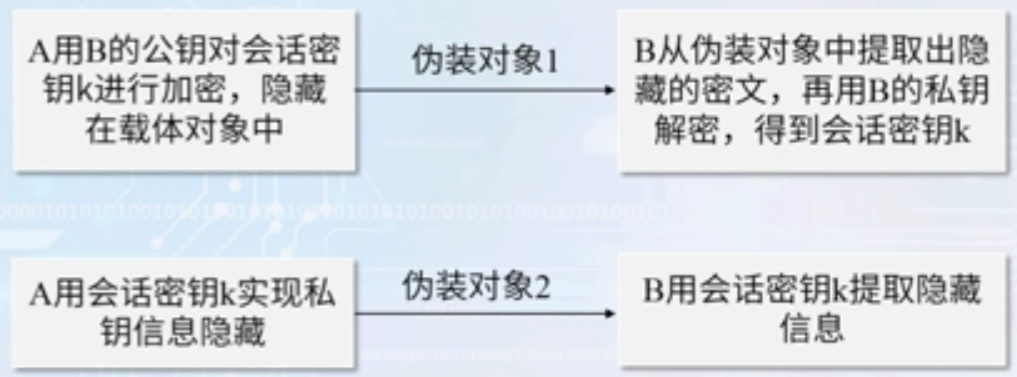 A用B的公钥对会话密
钥k进行加密，隐藏
在载体对象中
伪装对象1
B从伪装对象中提取出隐
藏的密文，再用B的私钥
解密，得到会话密钥k
A用会话密钥k实现私
钥信息隐藏
伪装对象2
B用会话密钥k提取隐藏
信息